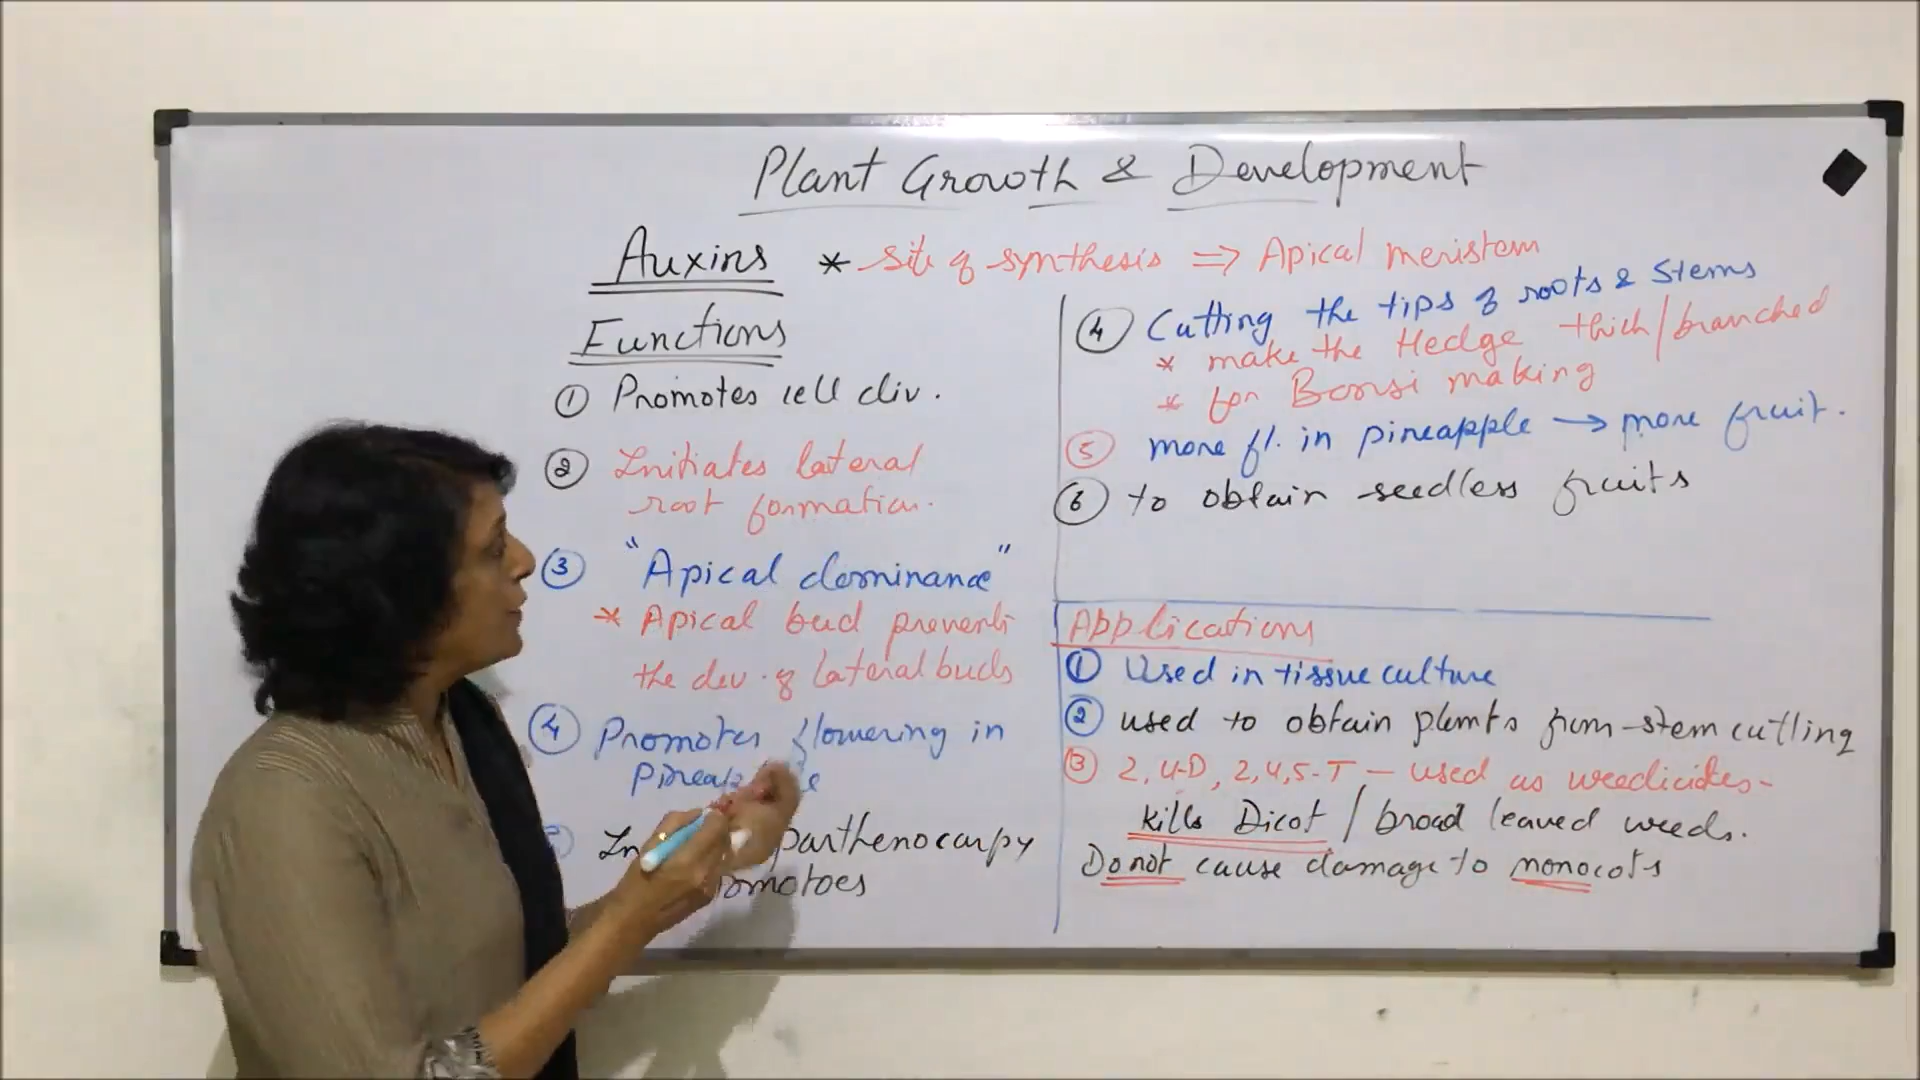 Plant Growth & Development
Auxins * site of synthesis ⇒ Apical meristem
Functions
① Promotes cell div.
② Initiates lateral
root formation.
③ "Apical dominance"
* Apical bud prevents
the dev. of lateral buds
④ Promotes flowering in
parthenocarpy
④ Cutting the tips of roots & stems
* make the Hedge thick/branched
* for Bonsi making
⑤ more fl. in pineapple → more fruit.
⑥ to obtain seedless fruits
Applications
① Used in tissue culture
② used to obtain plants from stem cutting
③ 2,4-D, 2,4,5-T – used as weedicides-
kills Dicot / broad leaved weeds.
Do not cause damage to monocots